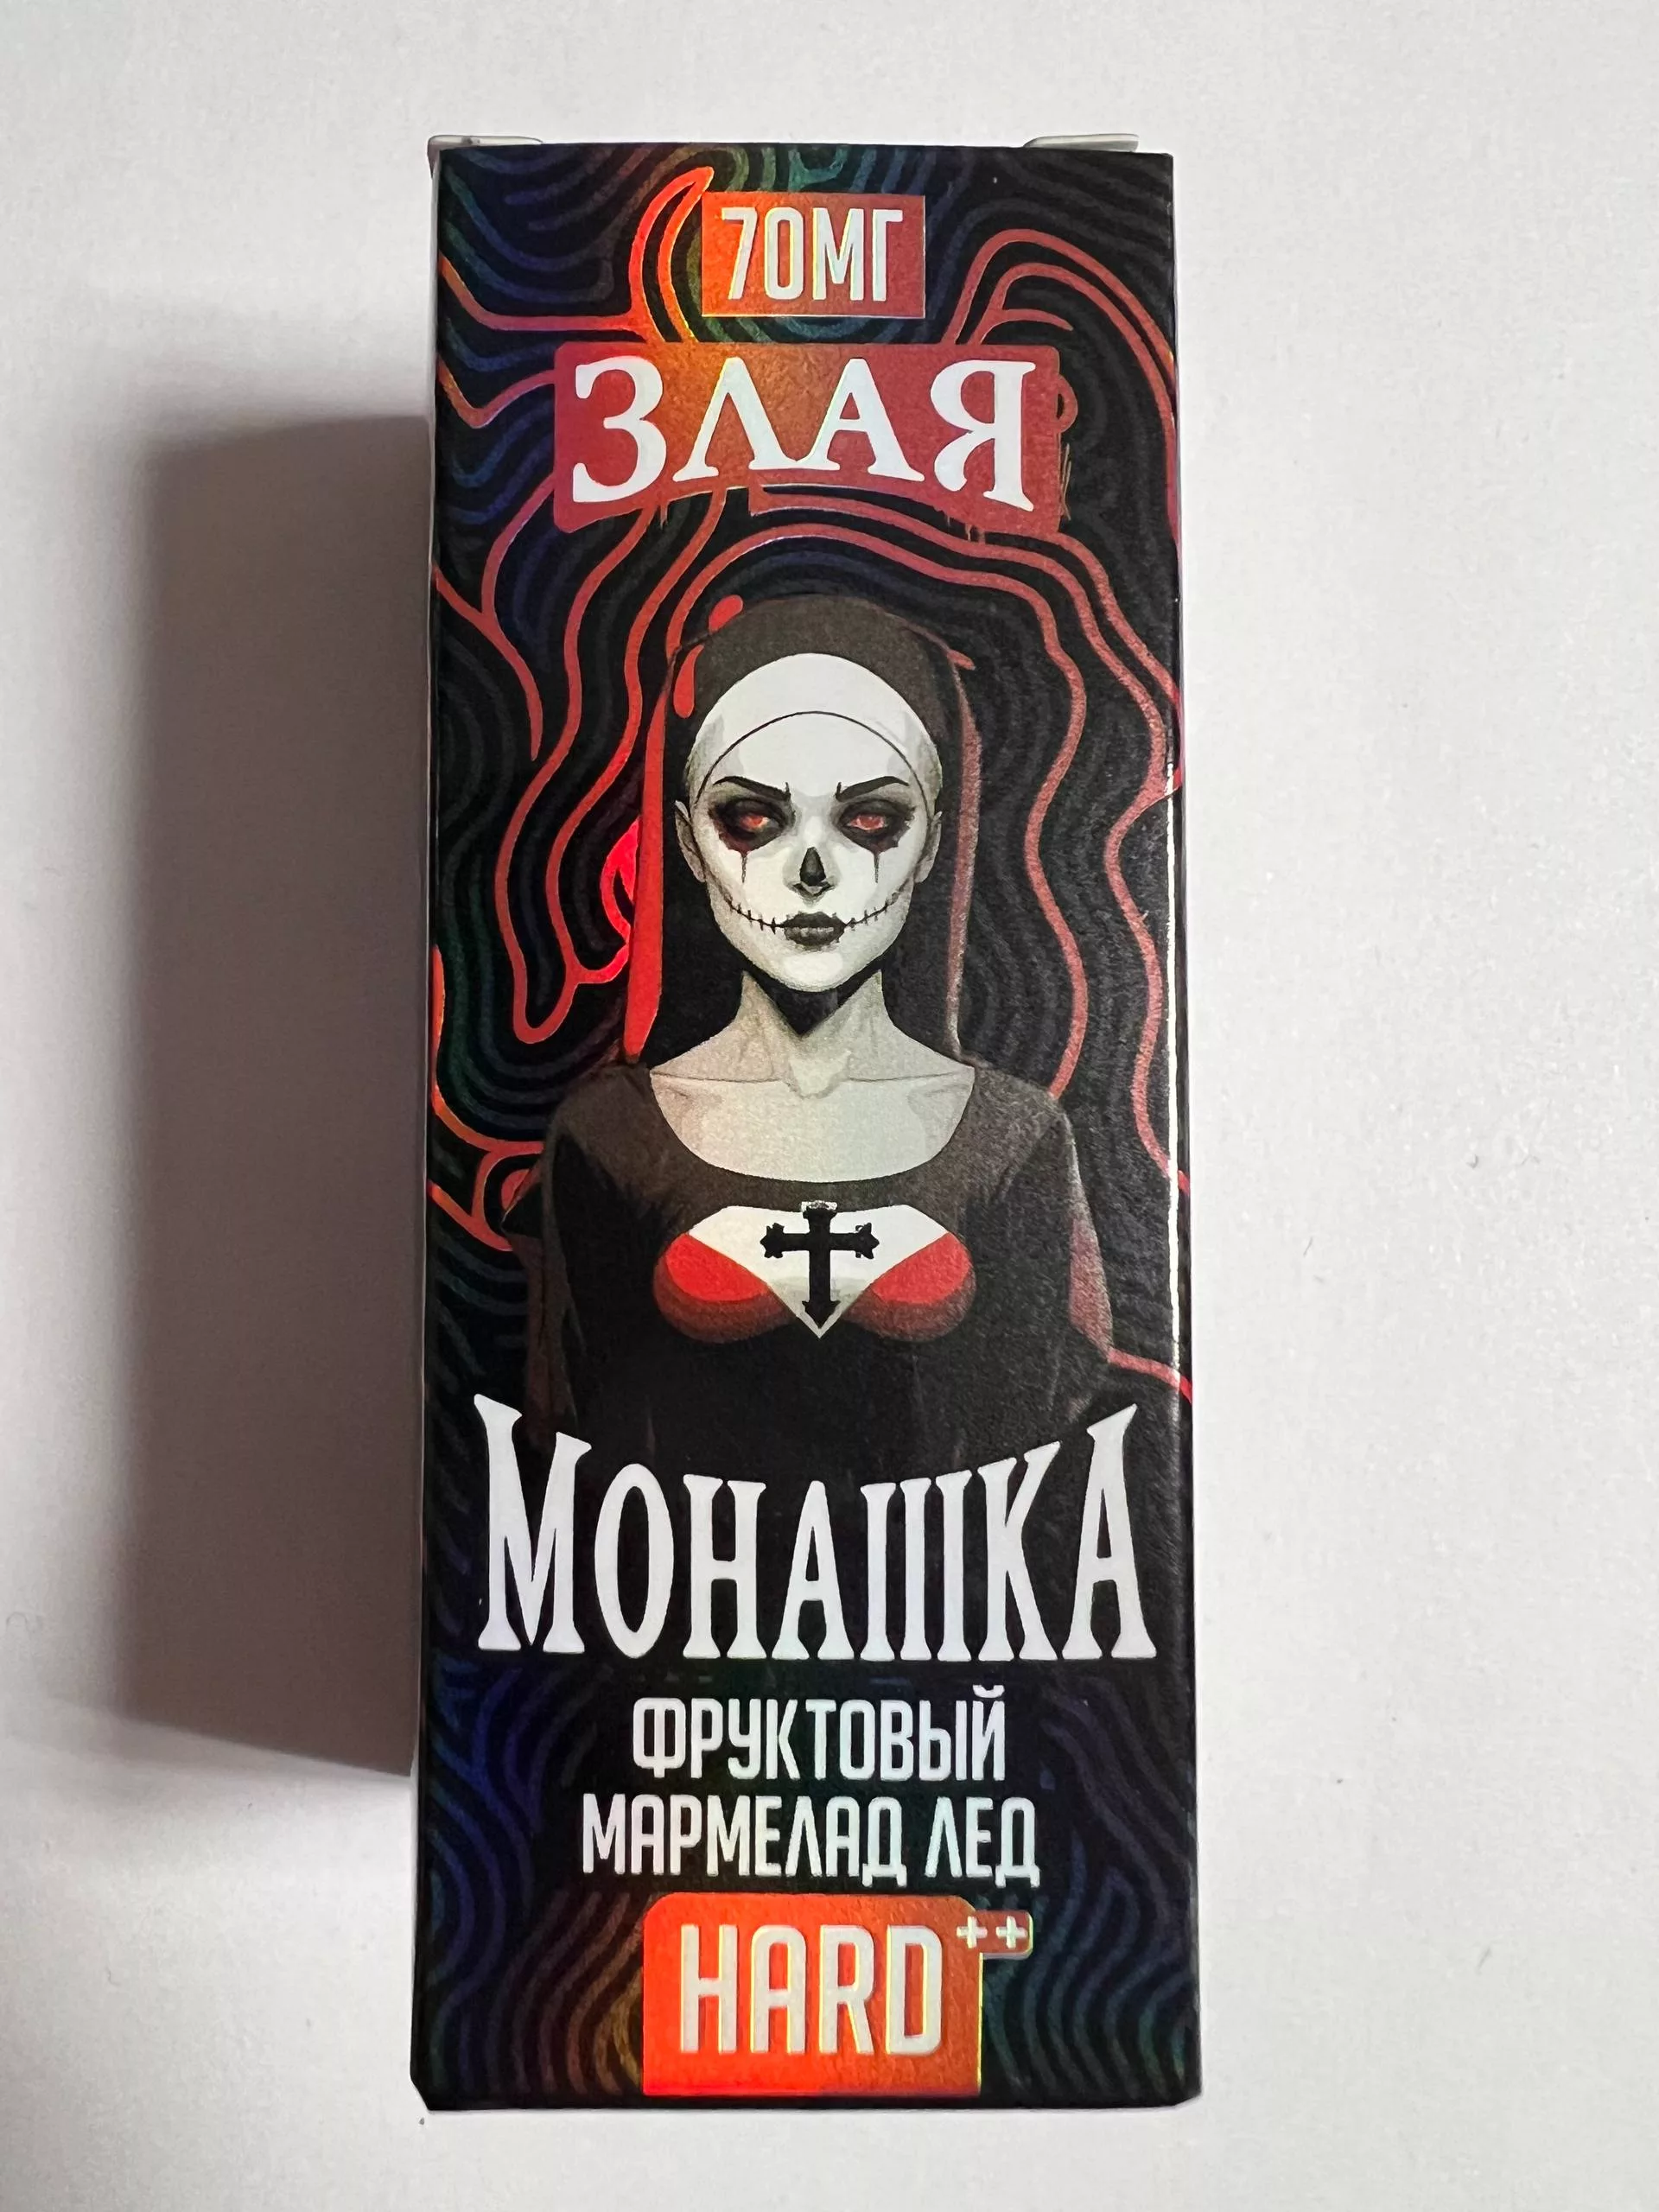 70МГ
ЗЛАЯ
МОНАШКА
ФРУКТОВЫЙ
МАРМЕЛАД ЛЕД
HARD++